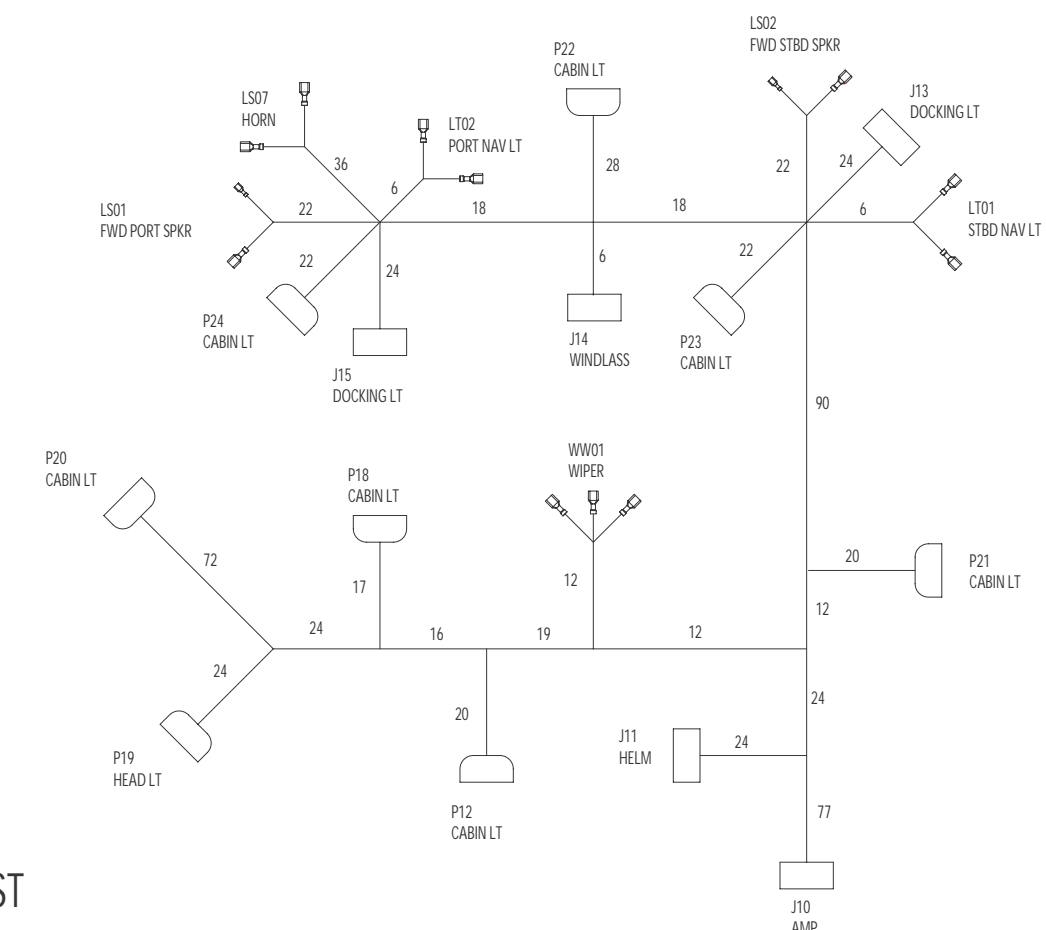 LS02
FWD STBD SPKR
P22
CABIN LT
J13
DOCKING LT
LS07
HORN
LT02
PORT NAV LT
36
6
28
22
24
LS01
FWD PORT SPKR
22
18
18
6
LT01
STBD NAV LT
22
24
6
22
P24
CABIN LT
J15
DOCKING LT
J14
WINDLASS
P23
CABIN LT
90
P20
CABIN LT
P18
CABIN LT
WW01
WIPER
72
17
12
20
P21
CABIN LT
12
24
16
19
12
24
20
24
P19
HEAD LT
P12
CABIN LT
J11
HELM
24
77
ST
J10
AMP